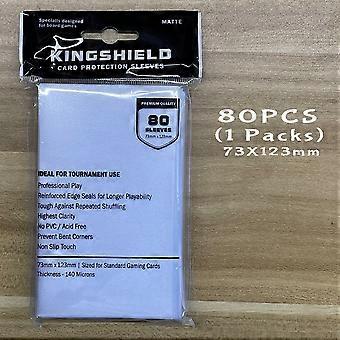 Specially designed
for board games
MATTE
KINGSHIELD
CARD PROTECTION SLEEVES
PREMIUM QUALITY
80
SLEEVES
73mm x 123mm
80PCS
(1 Packs)
73X123mm
IDEAL FOR TOURNAMENT USE
Professional Play
Reinforced Edge Seals for Longer Playability
Tough Against Repeated Shuffling
Highest Clarity
No PVC / Acid Free
Prevent Bent Corners
Non Slip Touch
73mm x 123mm | Sized for Standard Gaming Cards
Thickness - 140 Microns